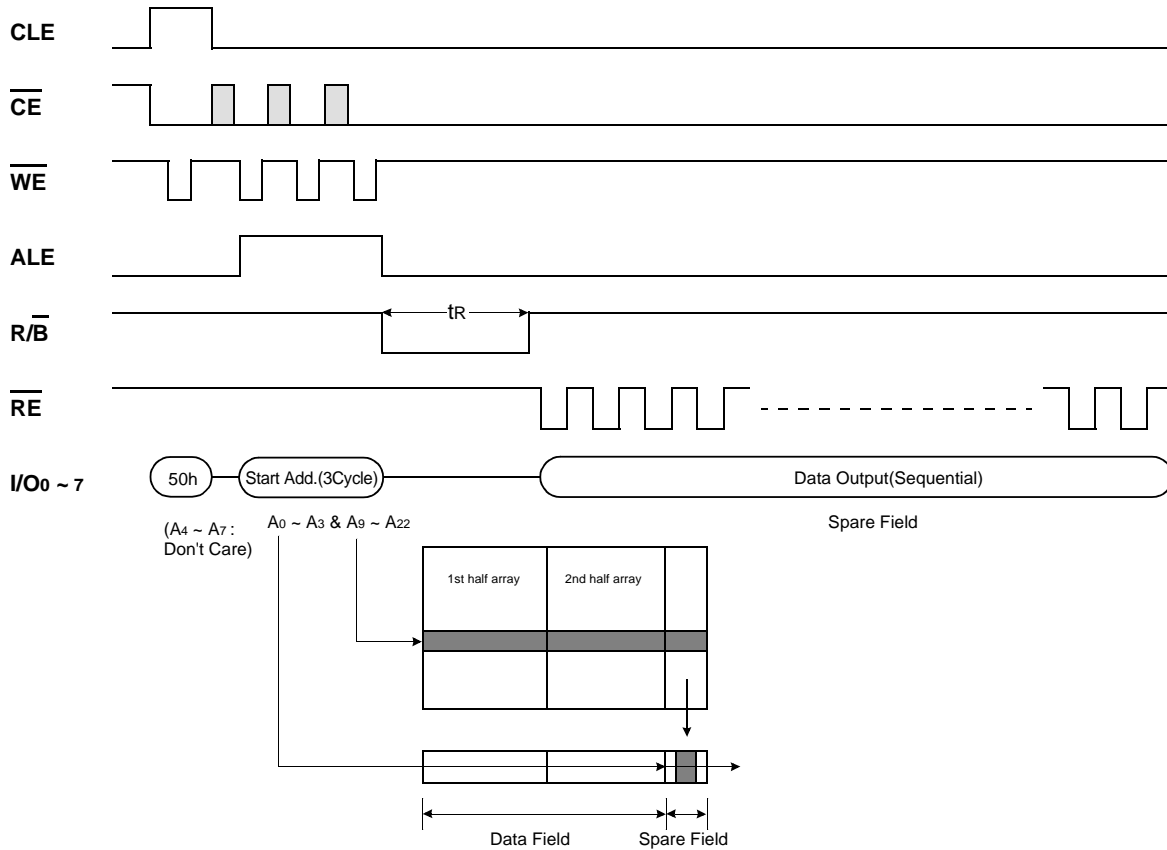 CLE
CE
WE
ALE
R/B
tR
RE
I/O0 ~ 7
50h
Start Add.(3Cycle)
Data Output(Sequential)
(A4 ~ A7 :
Don't Care)
A0 ~ A3 & A9 ~ A22
Spare Field
1st half array
2nd half array
Data Field
Spare Field